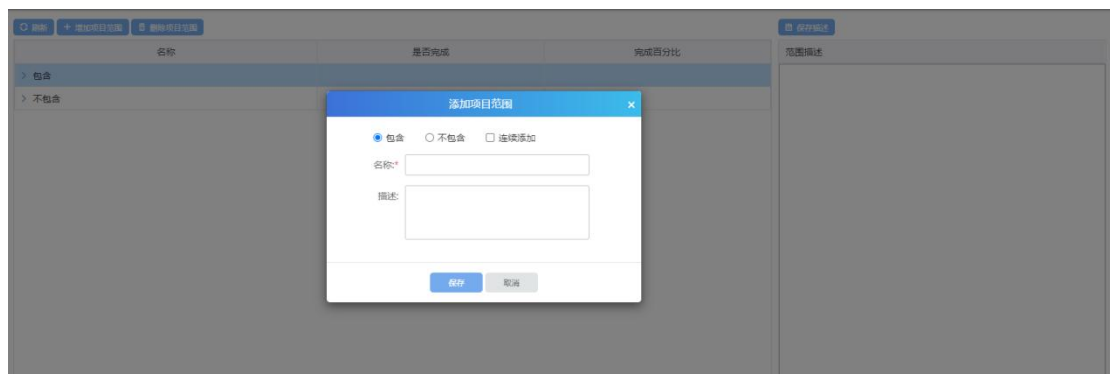 刷新 增加项目范围 删除项目范围 保存描述
名称 是否完成 完成百分比 范围描述
包含
不包含
添加项目范围
包含 不包含 连续添加
名称:*
描述:
保存 取消